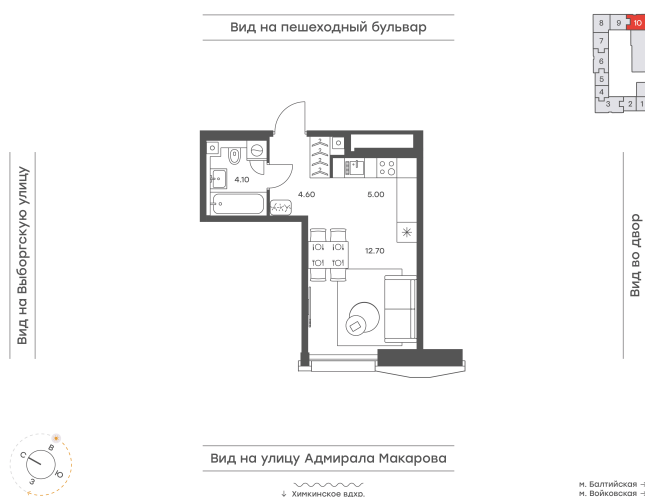 Вид на пешеходный бульвар
8 9 10
7
6
5
4
3 2 1
Вид на Выборгскую улицу
4.10
4.60
5.00
12.70
Вид во двор
Вид на улицу Адмирала Макарова
С В Ю З
↓ Химкинское вдхр.
м. Балтийская
м. Войковская